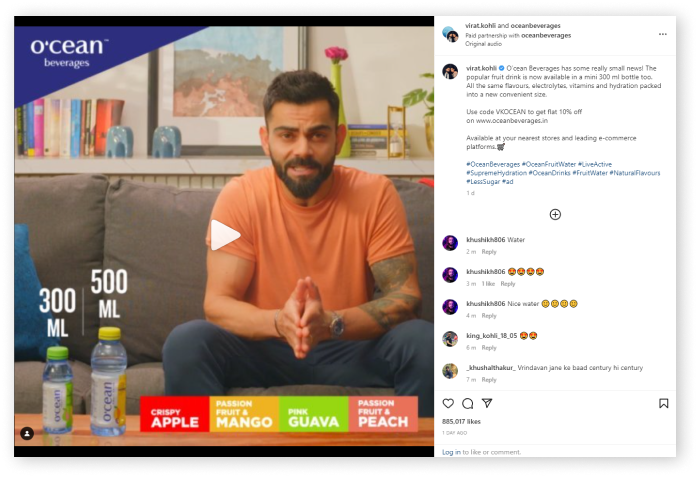 o'cean™
beverages
300
ML
500
ML
o'cean
o'cean
CRISPY
APPLE
PASSION
FRUIT &
MANGO
PINK
GUAVA
PASSION
FRUIT &
PEACH
virat.kohli and oceanbeverages
Paid partnership with oceanbeverages
Original audio
virat.kohli O'cean Beverages has some really small news! The
popular fruit drink is now available in a mini 300 ml bottle too.
All the same flavours, electrolytes, vitamins and hydration packed
into a new convenient size.
Use code VKOCEAN to get flat 10% off
on www.oceanbeverages.in
Available at your nearest stores and leading e-commerce
platforms.
#OceanBeverages #OceanFruitWater #LiveActive
#SupremeHydration #OceanDrinks #FruitWater #NaturalFlavours
#LessSugar #ad
1 d
khushikh806 Water
2 m Reply
khushikh806 🥰🥰🥰🥰
3 m 1 like Reply
khushikh806 Nice water 😍😍😍😍
4 m Reply
king_kohli_18_05 😍😍
6 m Reply
_khushalthakur_ Vrindavan jane ke baad century hi century
7 m Reply
885,017 likes
1 DAY AGO
Log in to like or comment.